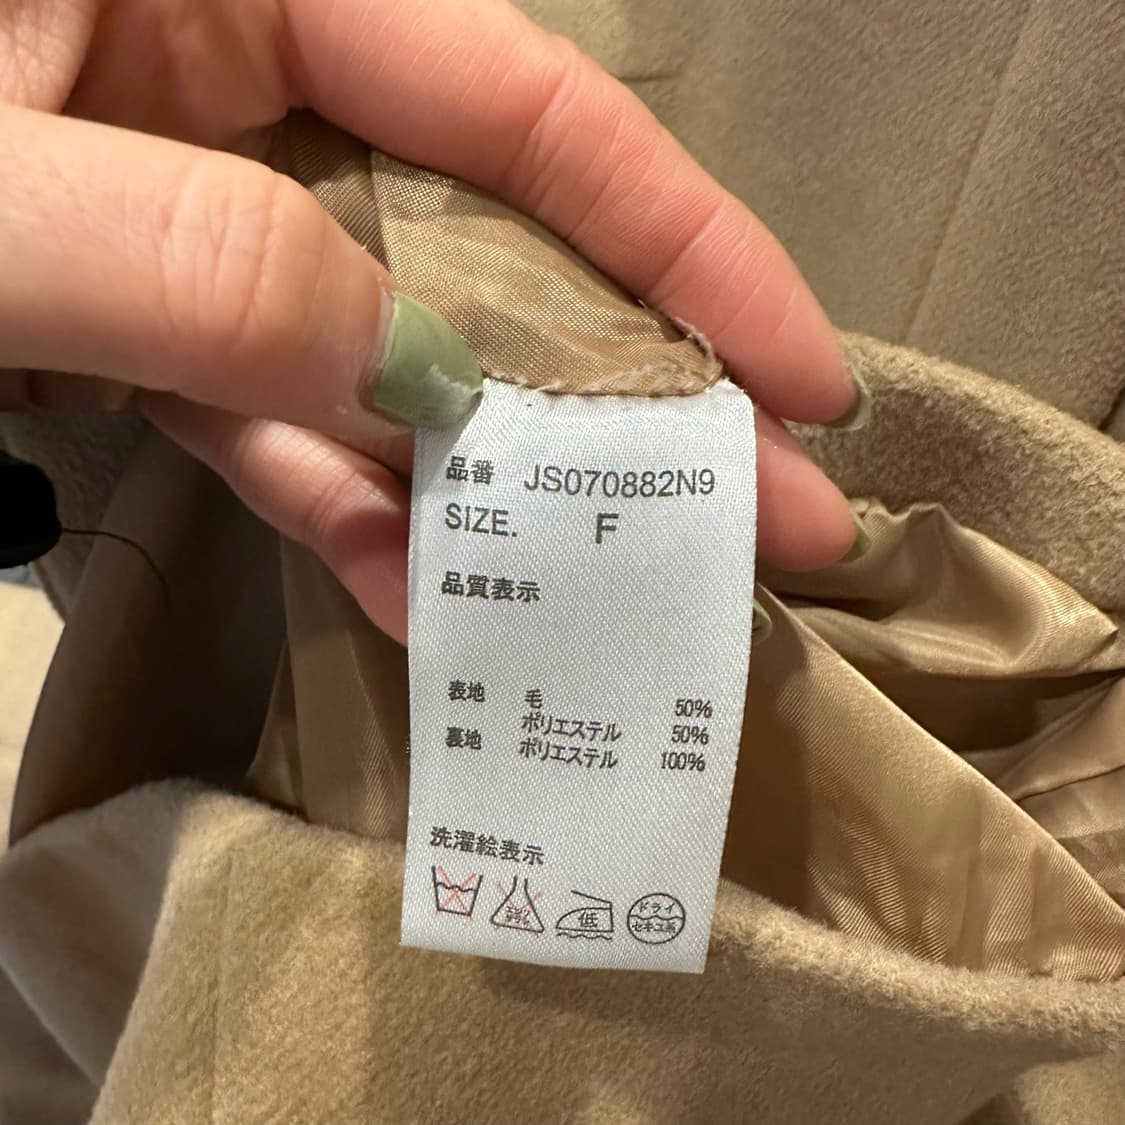 品番 JS070882N9
SIZE. F
品質表示
表地 毛 50%
ポリエステル 50%
裏地 ポリエステル 100%
洗濯絵表示
低 ドライ
セキユ系